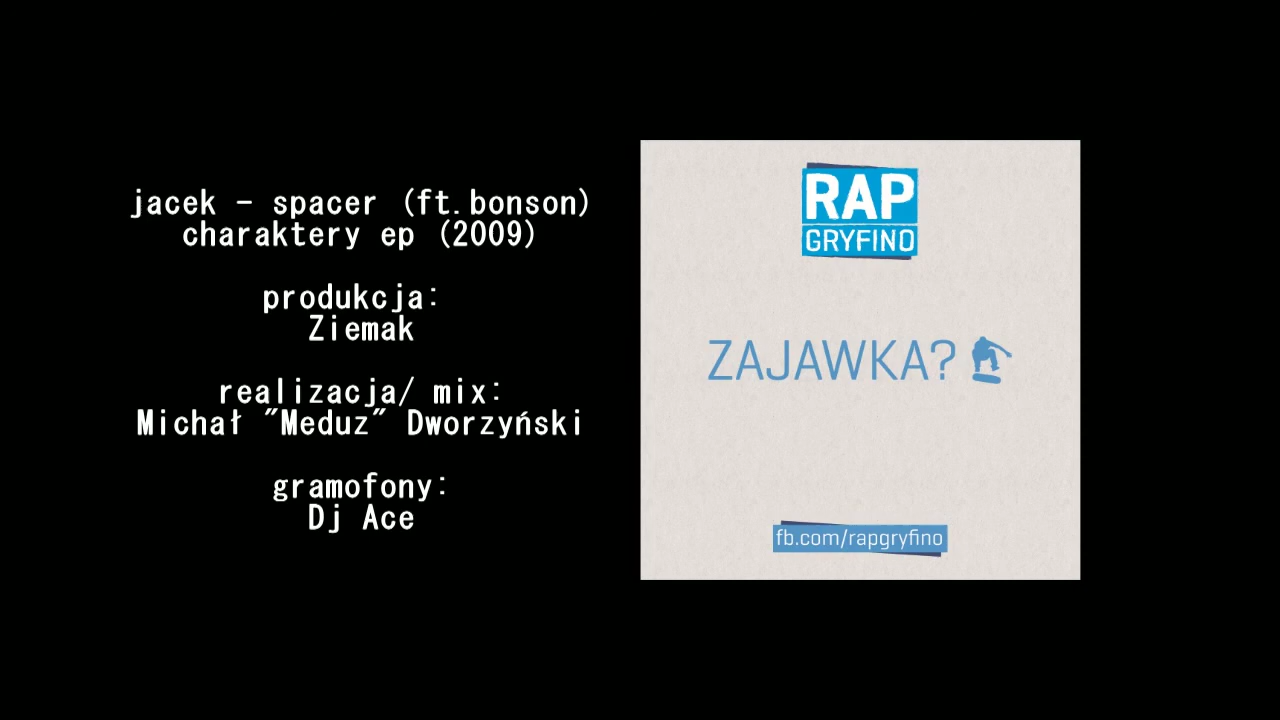 jacek - spacer (ft.bonson)
charaktery ep (2009)
produkcja:
Ziemak
realizacja/ mix:
Michał "Meduz" Dworzyński
gramofony:
Dj Ace
RAP
GRYFINO
ZAJAWKA?
fb.com/rapgryfino